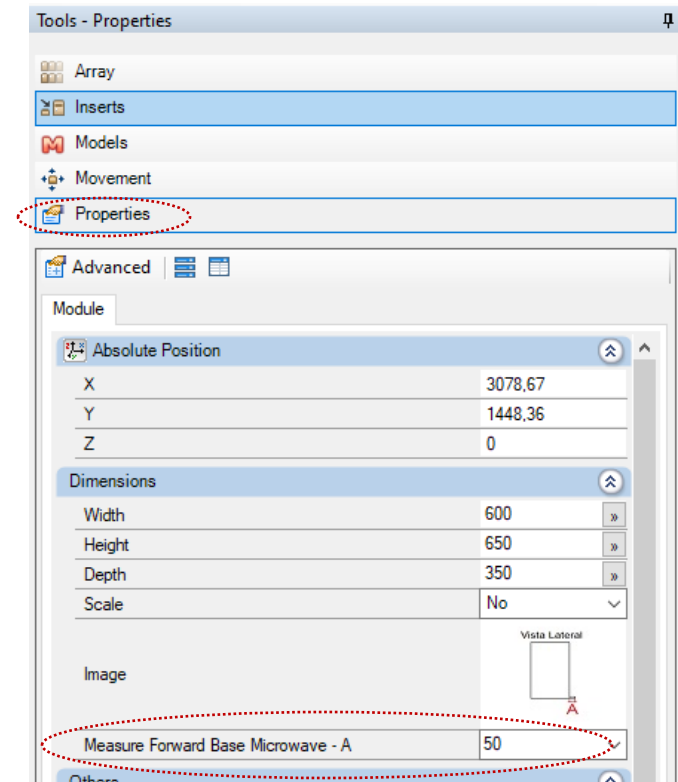 Tools - Properties
Array
Inserts
Models
Movement
Properties
Advanced
Module
Absolute Position
X 3078,67
Y 1448,36
Z 0
Dimensions
Width 600 »
Height 650 »
Depth 350 »
Scale No
Vista Lateral
Image
A
Measure Forward Base Microwave - A 50
Others